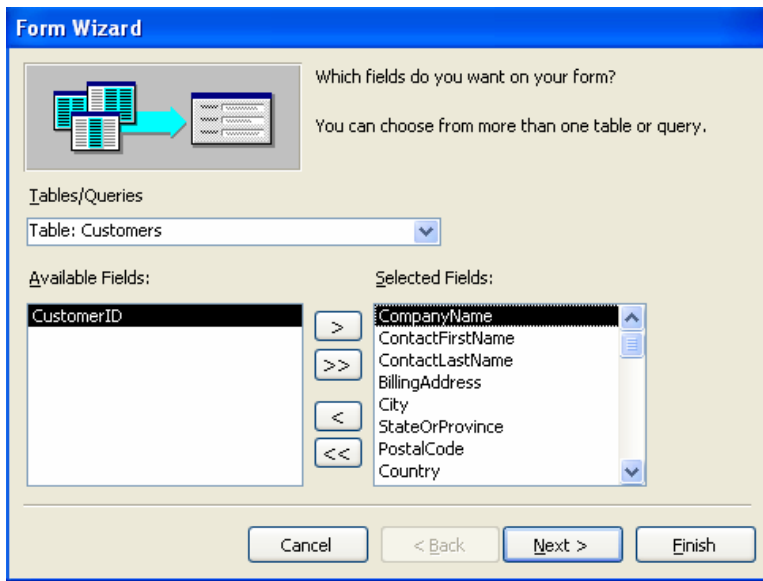 Form Wizard
Which fields do you want on your form?
You can choose from more than one table or query.
Tables/Queries
Table: Customers
Available Fields:
Selected Fields:
CustomerID
>
>>
<
<<
CompanyName
ContactFirstName
ContactLastName
BillingAddress
City
StateOrProvince
PostalCode
Country
Cancel
< Back
Next >
Finish